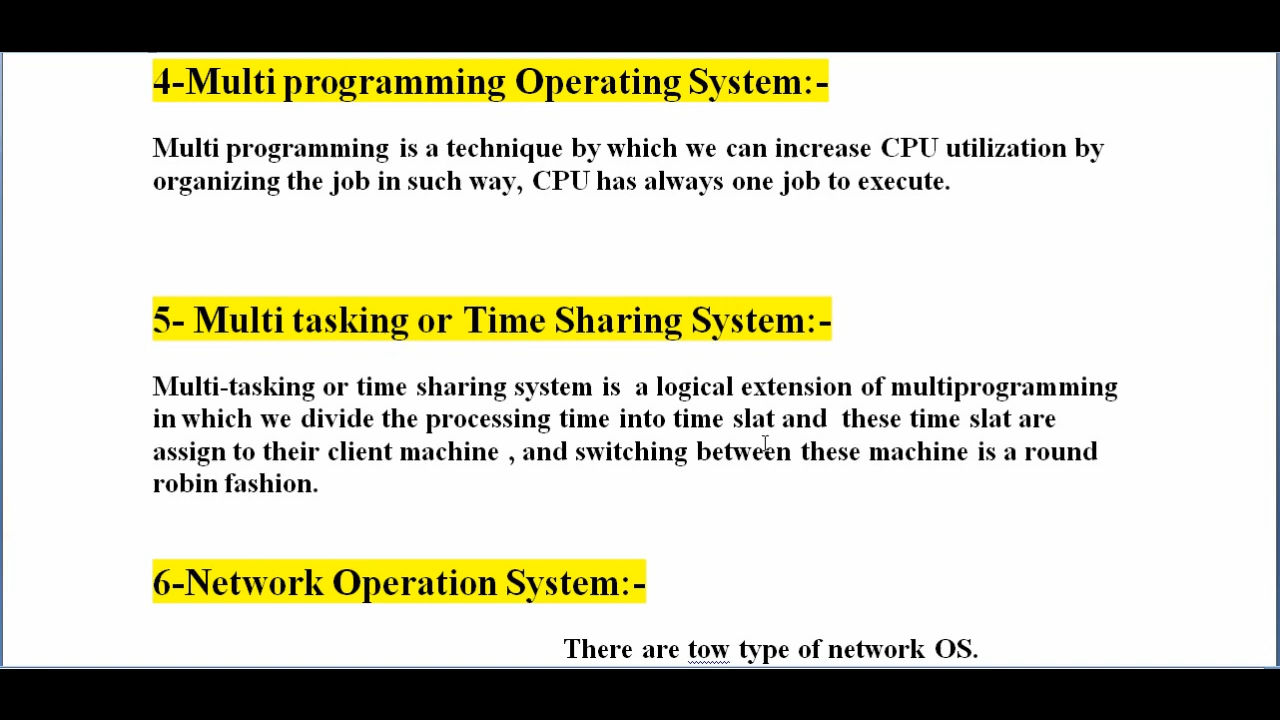 4-Multi programming Operating System:-
Multi programming is a technique by which we can increase CPU utilization by
organizing the job in such way, CPU has always one job to execute.
5- Multi tasking or Time Sharing System:-
Multi-tasking or time sharing system is a logical extension of multiprogramming
in which we divide the processing time into time slat and these time slat are
assign to their client machine , and switching between these machine is a round
robin fashion.
6-Network Operation System:-
There are tow type of network OS.